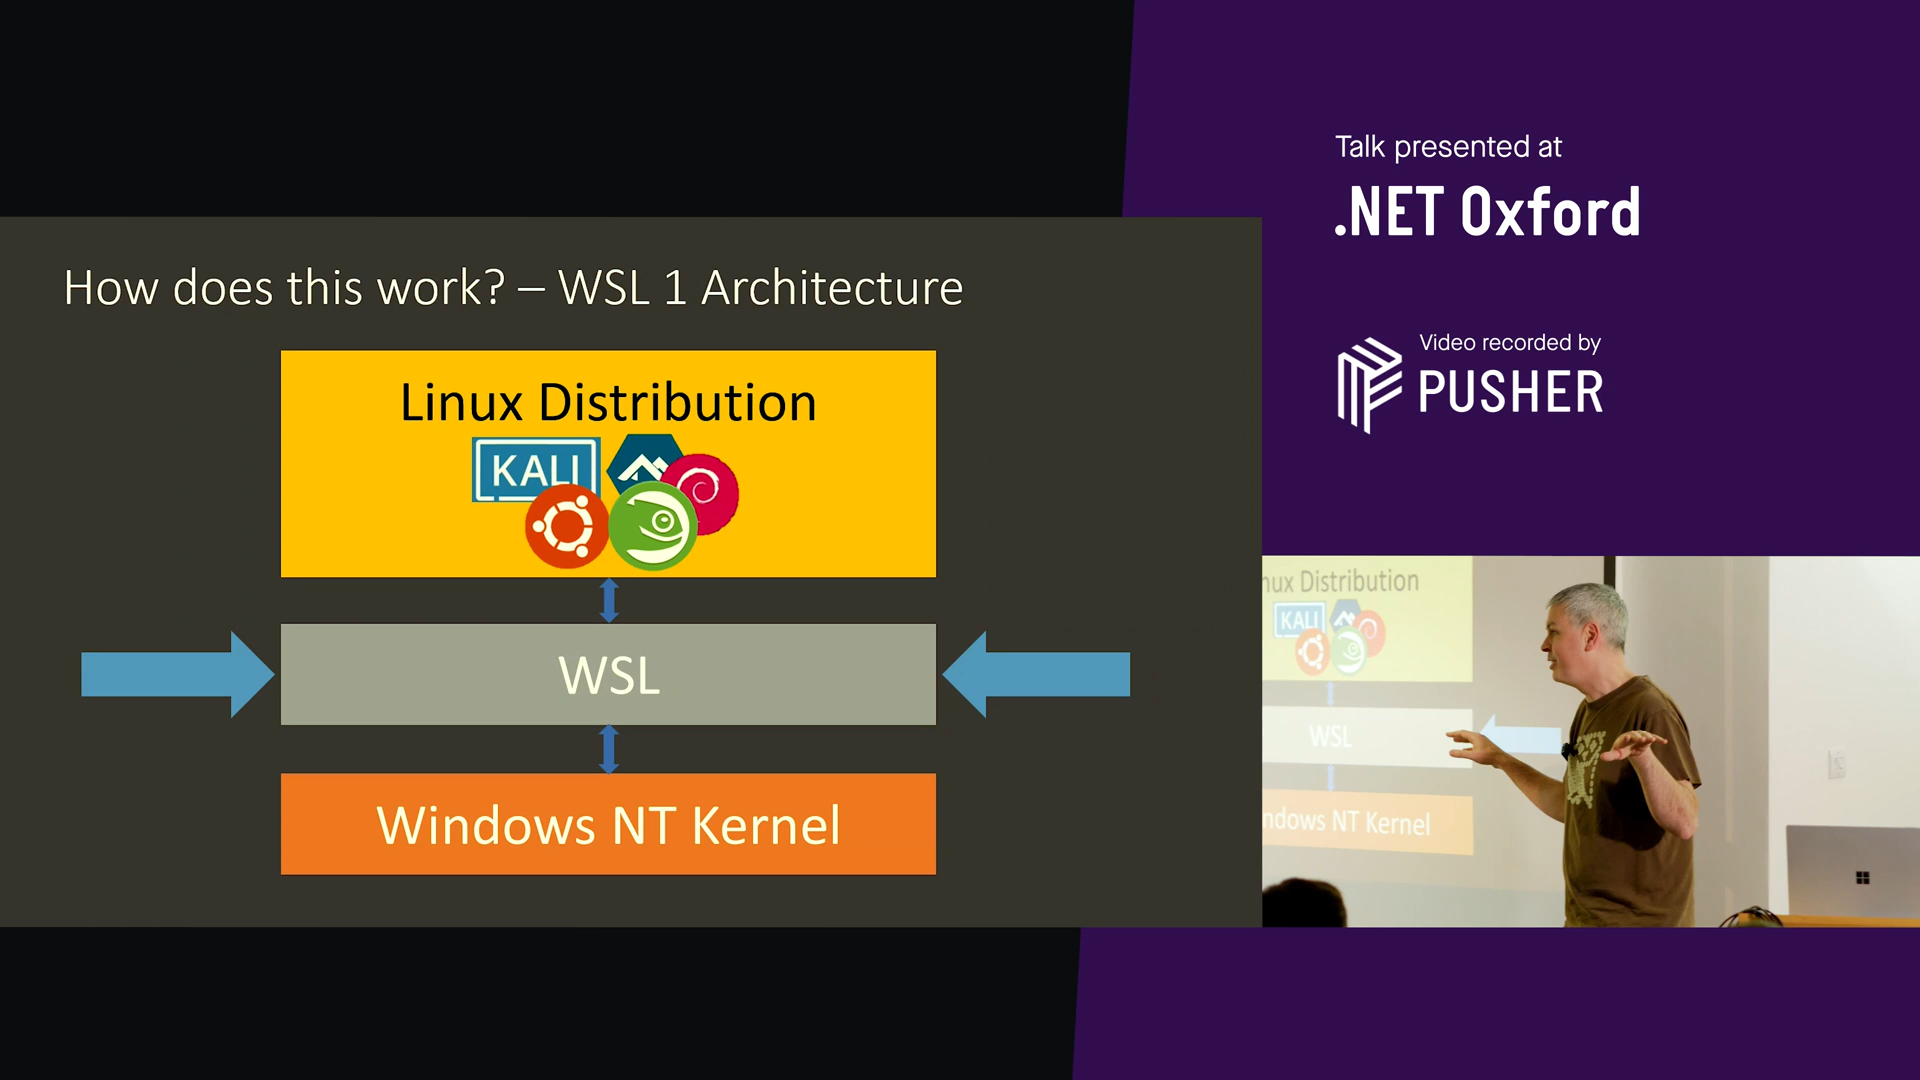 How does this work? – WSL 1 Architecture
Linux Distribution
KALI
WSL
Windows NT Kernel
Talk presented at
.NET Oxford
Video recorded by
PUSHER
nux Distribution
KALI
WSL
ndows NT Kernel